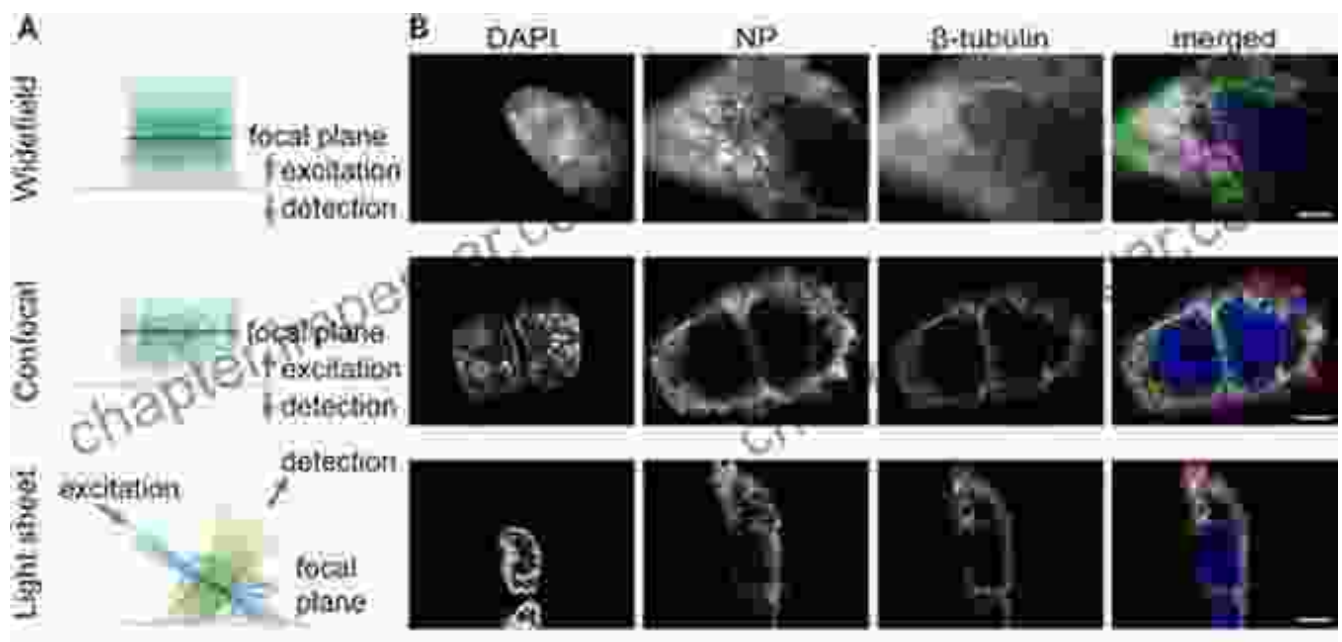 A
B
DAPI
NP
β-tubulin
merged
Widefield
focal plane
excitation
detection
Confocal
focal plane
excitation
detection
Light sheet
excitation
detection
focal
plane